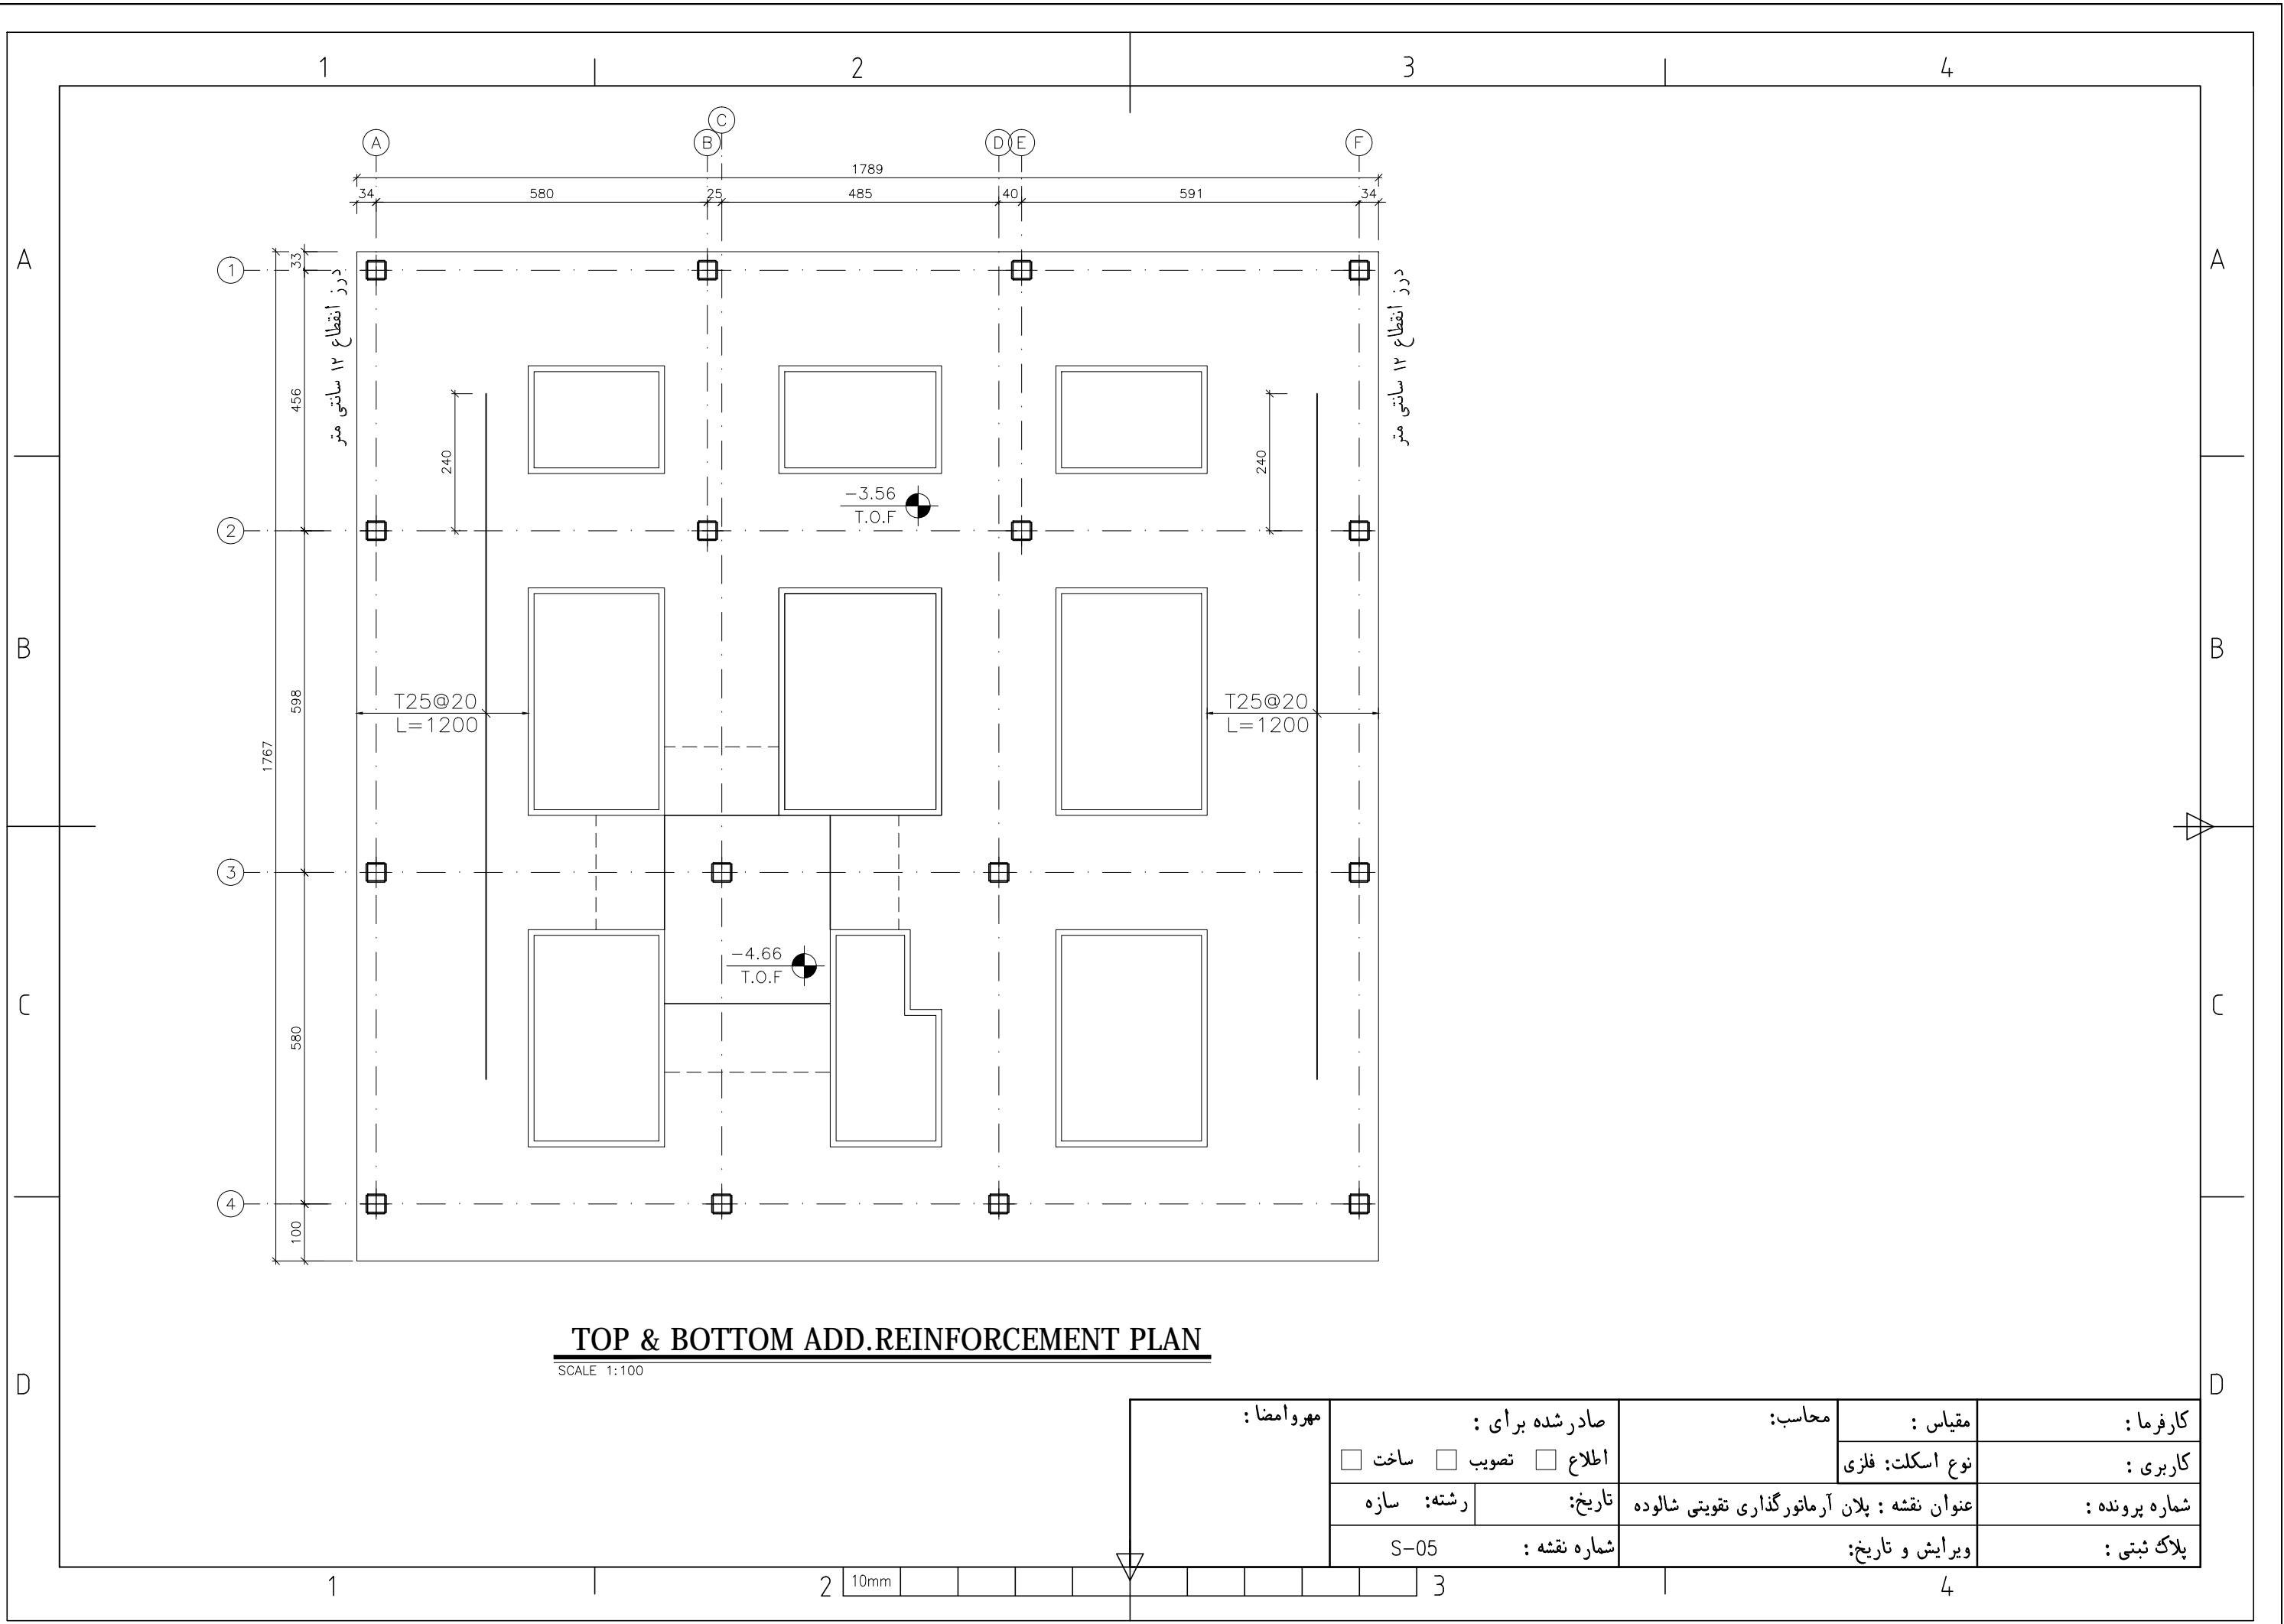 1 2 3 4
A B C D E F
1789
34 580 25 485 40 591 34
A A
1
33
درز انقطاع ۱۲ سانتی متر
درز انقطاع ۱۲ سانتی متر
456
240
240
-3.56
T.O.F
2
B B
598
T25@20
L=1200
T25@20
L=1200
1767
3
-4.66
T.O.F
C C
580
4
100
TOP & BOTTOM ADD.REINFORCEMENT PLAN
SCALE 1:100
D D
کارفرما :
مقیاس :
محاسب:
صادر شده برای :
مهروامضا :
کاربری :
نوع اسکلت: فلزی
اطلاع تصویب ساخت
شماره پرونده :
عنوان نقشه : پلان آرماتورگذاری تقویتی شالوده
تاریخ:
رشته: سازه
پلاک ثبتی :
ویرایش و تاریخ:
شماره نقشه : S-05
1 2 10mm 3 4